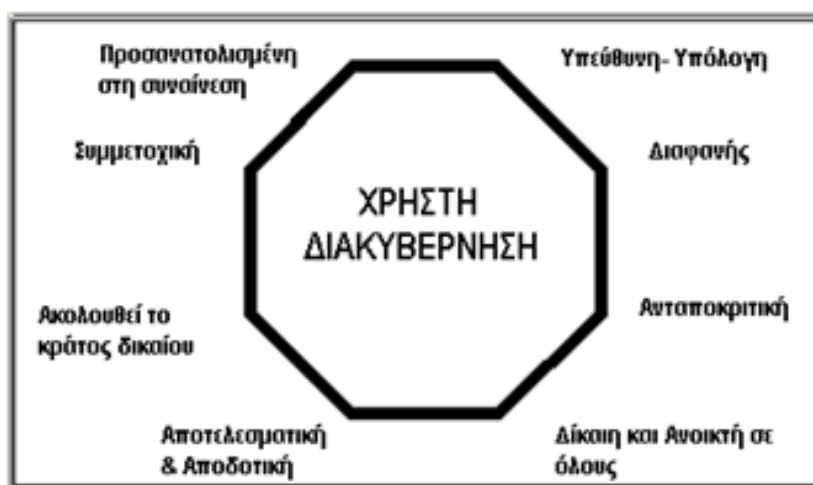 Προσανατολισμένη
στη συναίνεση
Υπεύθυνη- Υπόλογη
Συμμετοχική
Διαφανής
ΧΡΗΣΤΗ
ΔΙΑΚΥΒΕΡΝΗΣΗ
Ακολουθεί το
κράτος δικαίου
Ανταποκριτική
Αποτελεσματική
& Αποδοτική
Δίκαιη και Ανοικτή σε
όλους